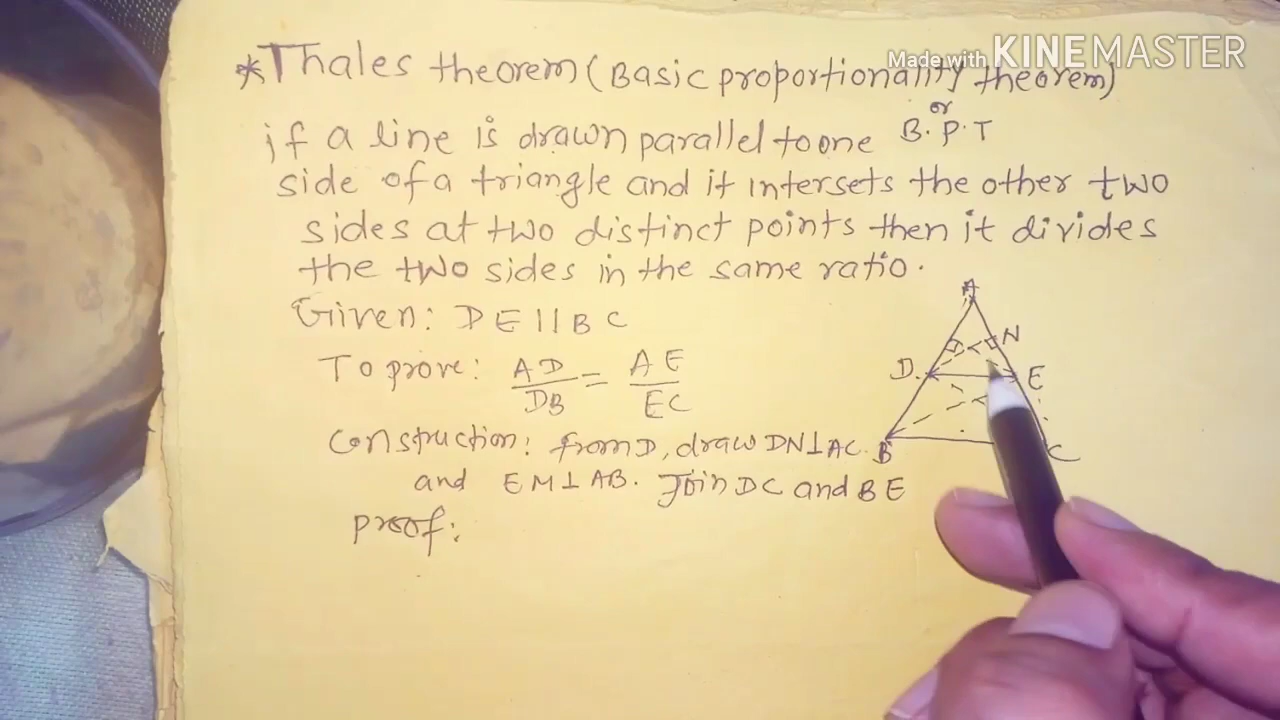 Made with KINEMASTER
*Thales theorem (Basic proportionality theorem)
or
B.P.T
if a line is drawn parallel to one
side of a triangle and it intersets the other two
sides at two distinct points then it divides
the two sides in the same ratio.
Given: DE || BC
To prove: AD/DB = AE/EC
Construction: from D, draw DN⊥AC.
and EM⊥AB. Join DC and BE
Proof:
A
N
D
E
B
C